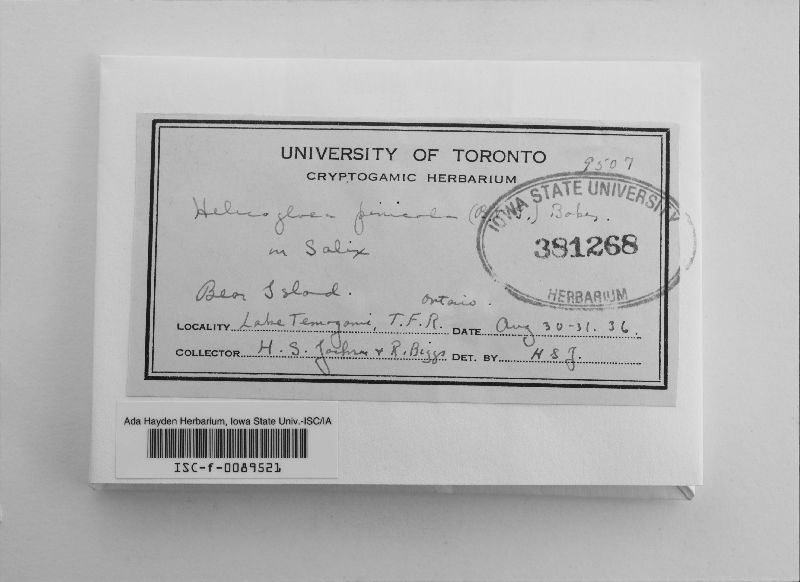 UNIVERSITY OF TORONTO
9507
CRYPTOGAMIC HERBARIUM
Helicogloea pinicola (B. ) Baker.
on Salix
IOWA STATE UNIVERSITY
381268
HERBARIUM
Bear Island. Ontario.
LOCALITY Lake Temagami, T.F.R. DATE Aug 30-31. 36.
COLLECTOR H. S. Jackson & R. Biggs DET. BY H S J.
Ada Hayden Herbarium, Iowa State Univ.-ISC/IA
ISC-f-0089521